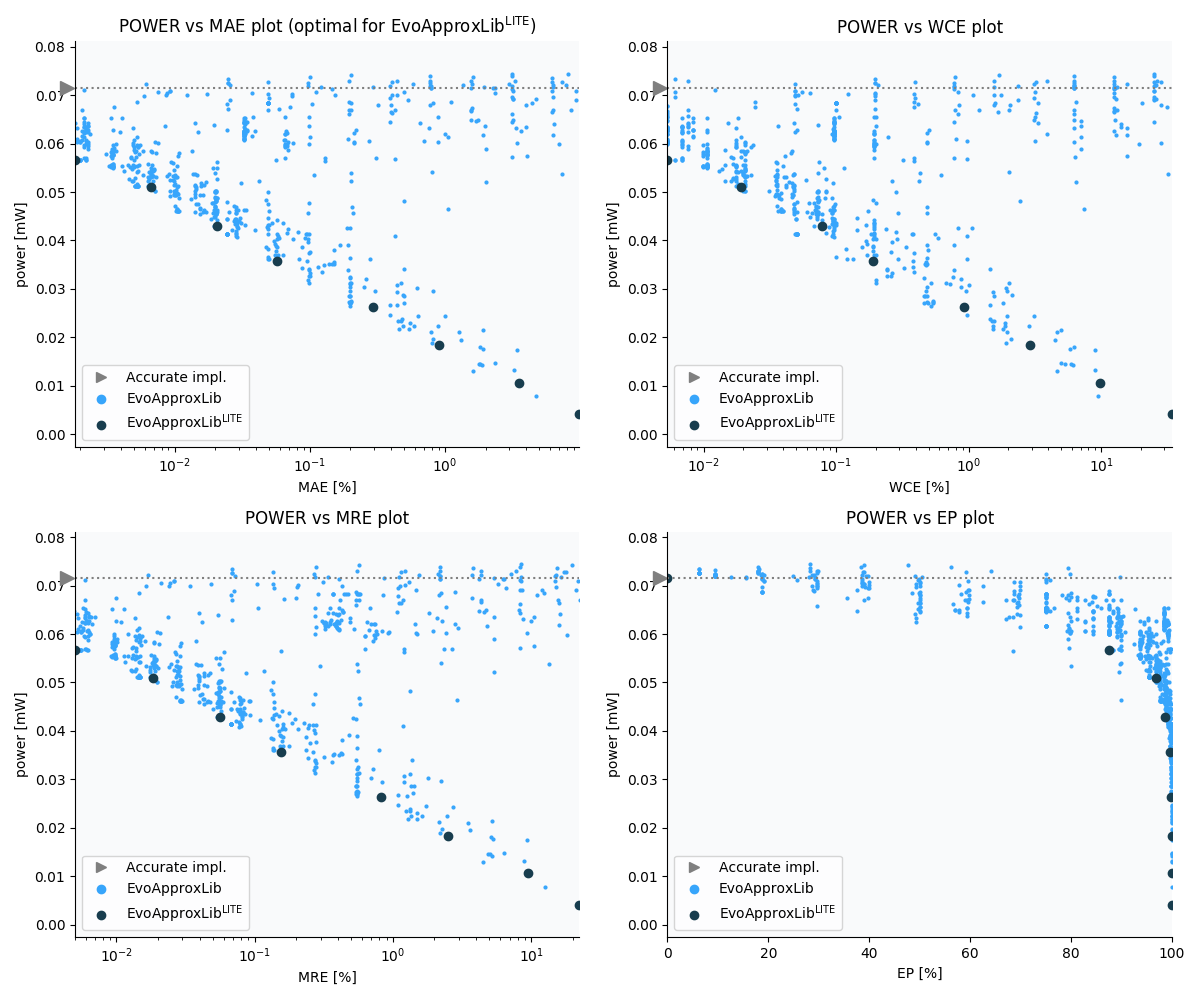 POWER vs MAE plot (optimal for EvoApproxLib^LITE)
0.08
0.07
0.06
0.05
0.04
0.03
0.02
0.01
0.00
power [mW]
Accurate impl.
EvoApproxLib
EvoApproxLib^LITE
10^−2 10^−1 10^0
MAE [%]
POWER vs WCE plot
0.08
0.07
0.06
0.05
0.04
0.03
0.02
0.01
0.00
power [mW]
Accurate impl.
EvoApproxLib
EvoApproxLib^LITE
10^−2 10^−1 10^0 10^1
WCE [%]
POWER vs MRE plot
0.08
0.07
0.06
0.05
0.04
0.03
0.02
0.01
0.00
power [mW]
Accurate impl.
EvoApproxLib
EvoApproxLib^LITE
10^−2 10^−1 10^0 10^1
MRE [%]
POWER vs EP plot
0.08
0.07
0.06
0.05
0.04
0.03
0.02
0.01
0.00
power [mW]
Accurate impl.
EvoApproxLib
EvoApproxLib^LITE
0 20 40 60 80 100
EP [%]